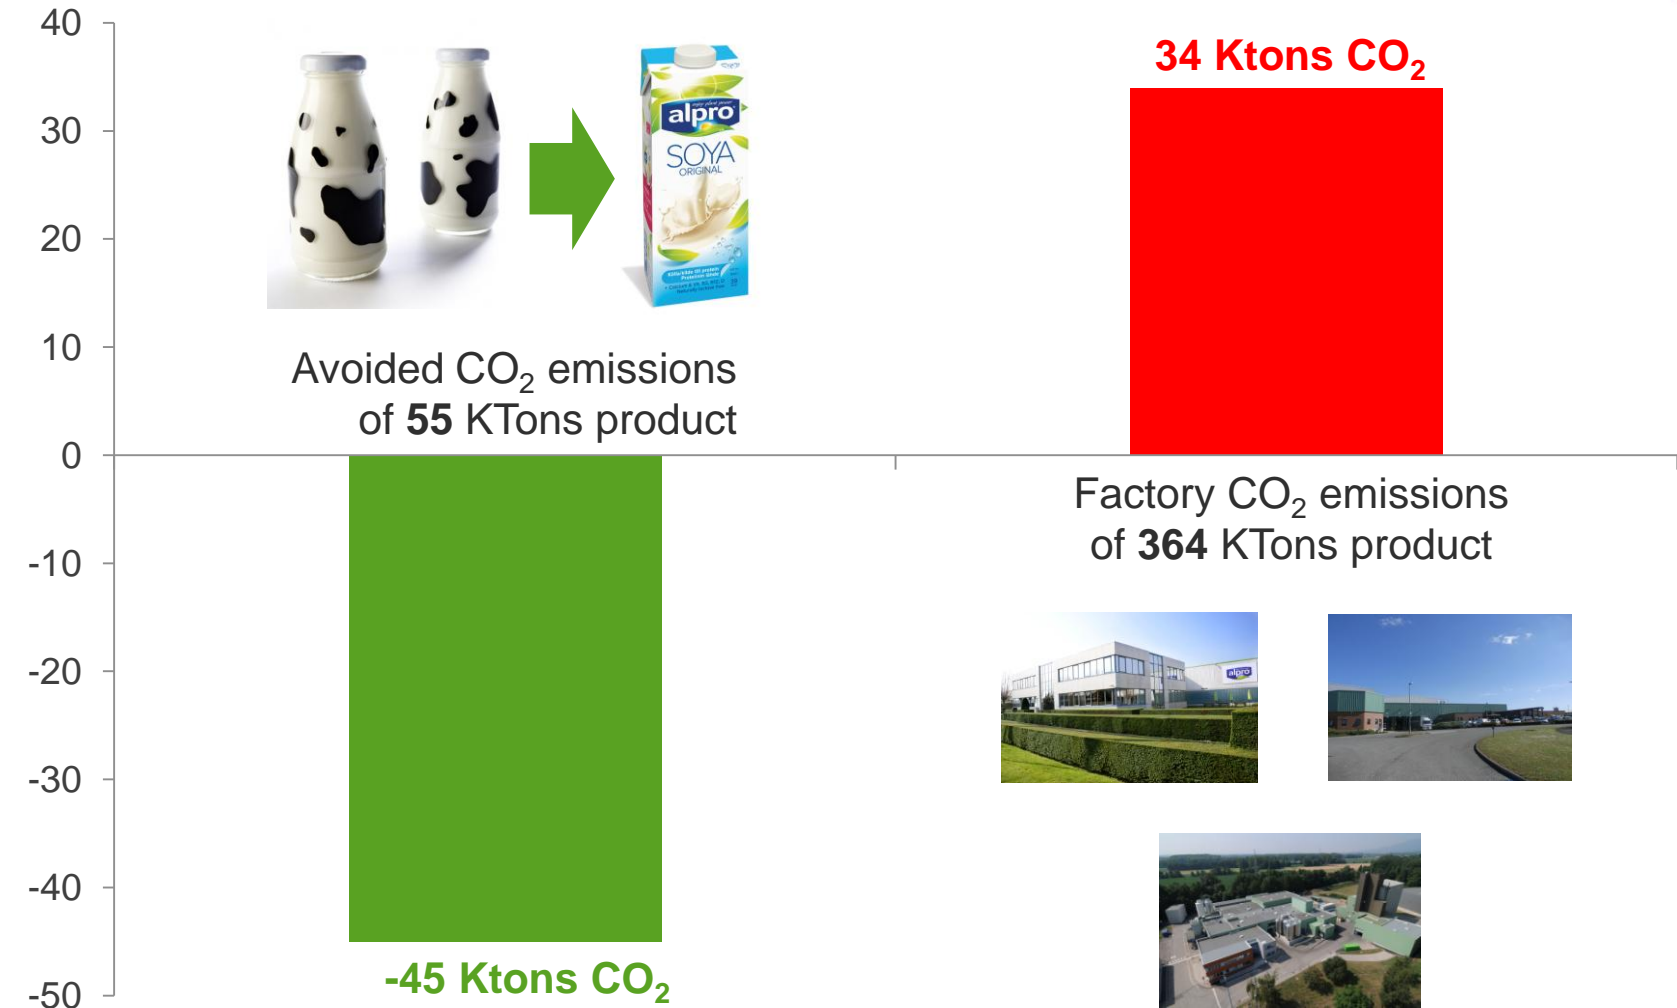 40
30
20
10
0
-10
-20
-30
-40
-50
alpro
SOYA
ORIGINAL
Avoided CO₂ emissions
of 55 KTons product
-45 Ktons CO₂
34 Ktons CO₂
Factory CO₂ emissions
of 364 KTons product
alpro